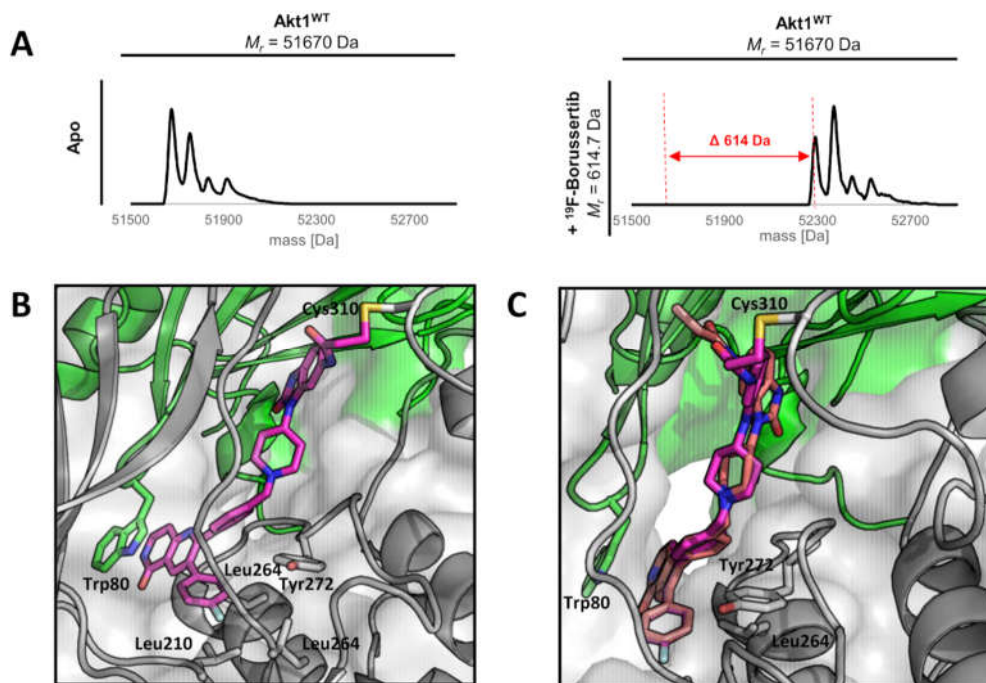 A
Akt1WT
Mr = 51670 Da
Apo
51500 51900 52300 52700
mass [Da]
Akt1WT
Mr = 51670 Da
+ 19F-Borussertib
Mr = 614.7 Da
Δ 614 Da
51500 51900 52300 52700
mass [Da]
B
Cys310
Trp80
Leu264
Tyr272
Leu210
Leu264
C
Cys310
Tyr272
Trp80
Leu264